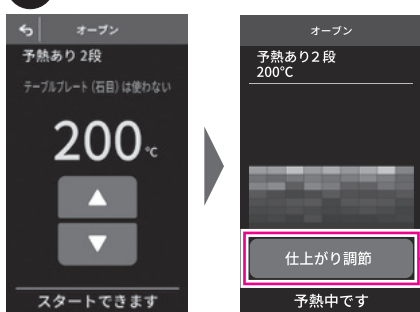 オーブン
予熱あり 2段
テーブルプレート(石目)は使わない
200℃
スタートできます
オーブン
予熱あり2段
200℃
仕上がり調節
予熱中です